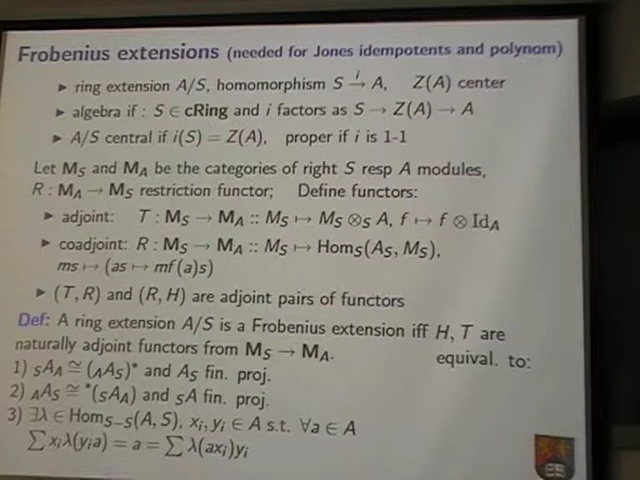 Frobenius extensions (needed for Jones idempotents and polynom)
▸ ring extension A/S, homomorphism S →ⁱ A, Z(A) center
▸ algebra if : S ∈ cRing and i factors as S → Z(A) → A
▸ A/S central if i(S) = Z(A), proper if i is 1-1
Let M_S and M_A be the categories of right S resp A modules,
R : M_A → M_S restriction functor; Define functors:
▸ adjoint: T : M_S → M_A :: M_S ↦ M_S ⊗_S A, f ↦ f ⊗ Id_A
▸ coadjoint: R : M_S → M_A :: M_S ↦ Hom_S(A_S, M_S),
ms ↦ (as ↦ mf(a)s)
▸ (T, R) and (R, H) are adjoint pairs of functors
Def: A ring extension A/S is a Frobenius extension iff H, T are
naturally adjoint functors from M_S → M_A. equival. to:
1) _SA_A ≅ (_AA_S)* and A_S fin. proj.
2) _AA_S ≅ *(_SA_A) and _SA fin. proj.
3) ∃λ ∈ Hom_{S−S}(A, S), x_i, y_i ∈ A s.t. ∀a ∈ A
∑ x_iλ(y_ia) = a = ∑ λ(ax_i)y_i